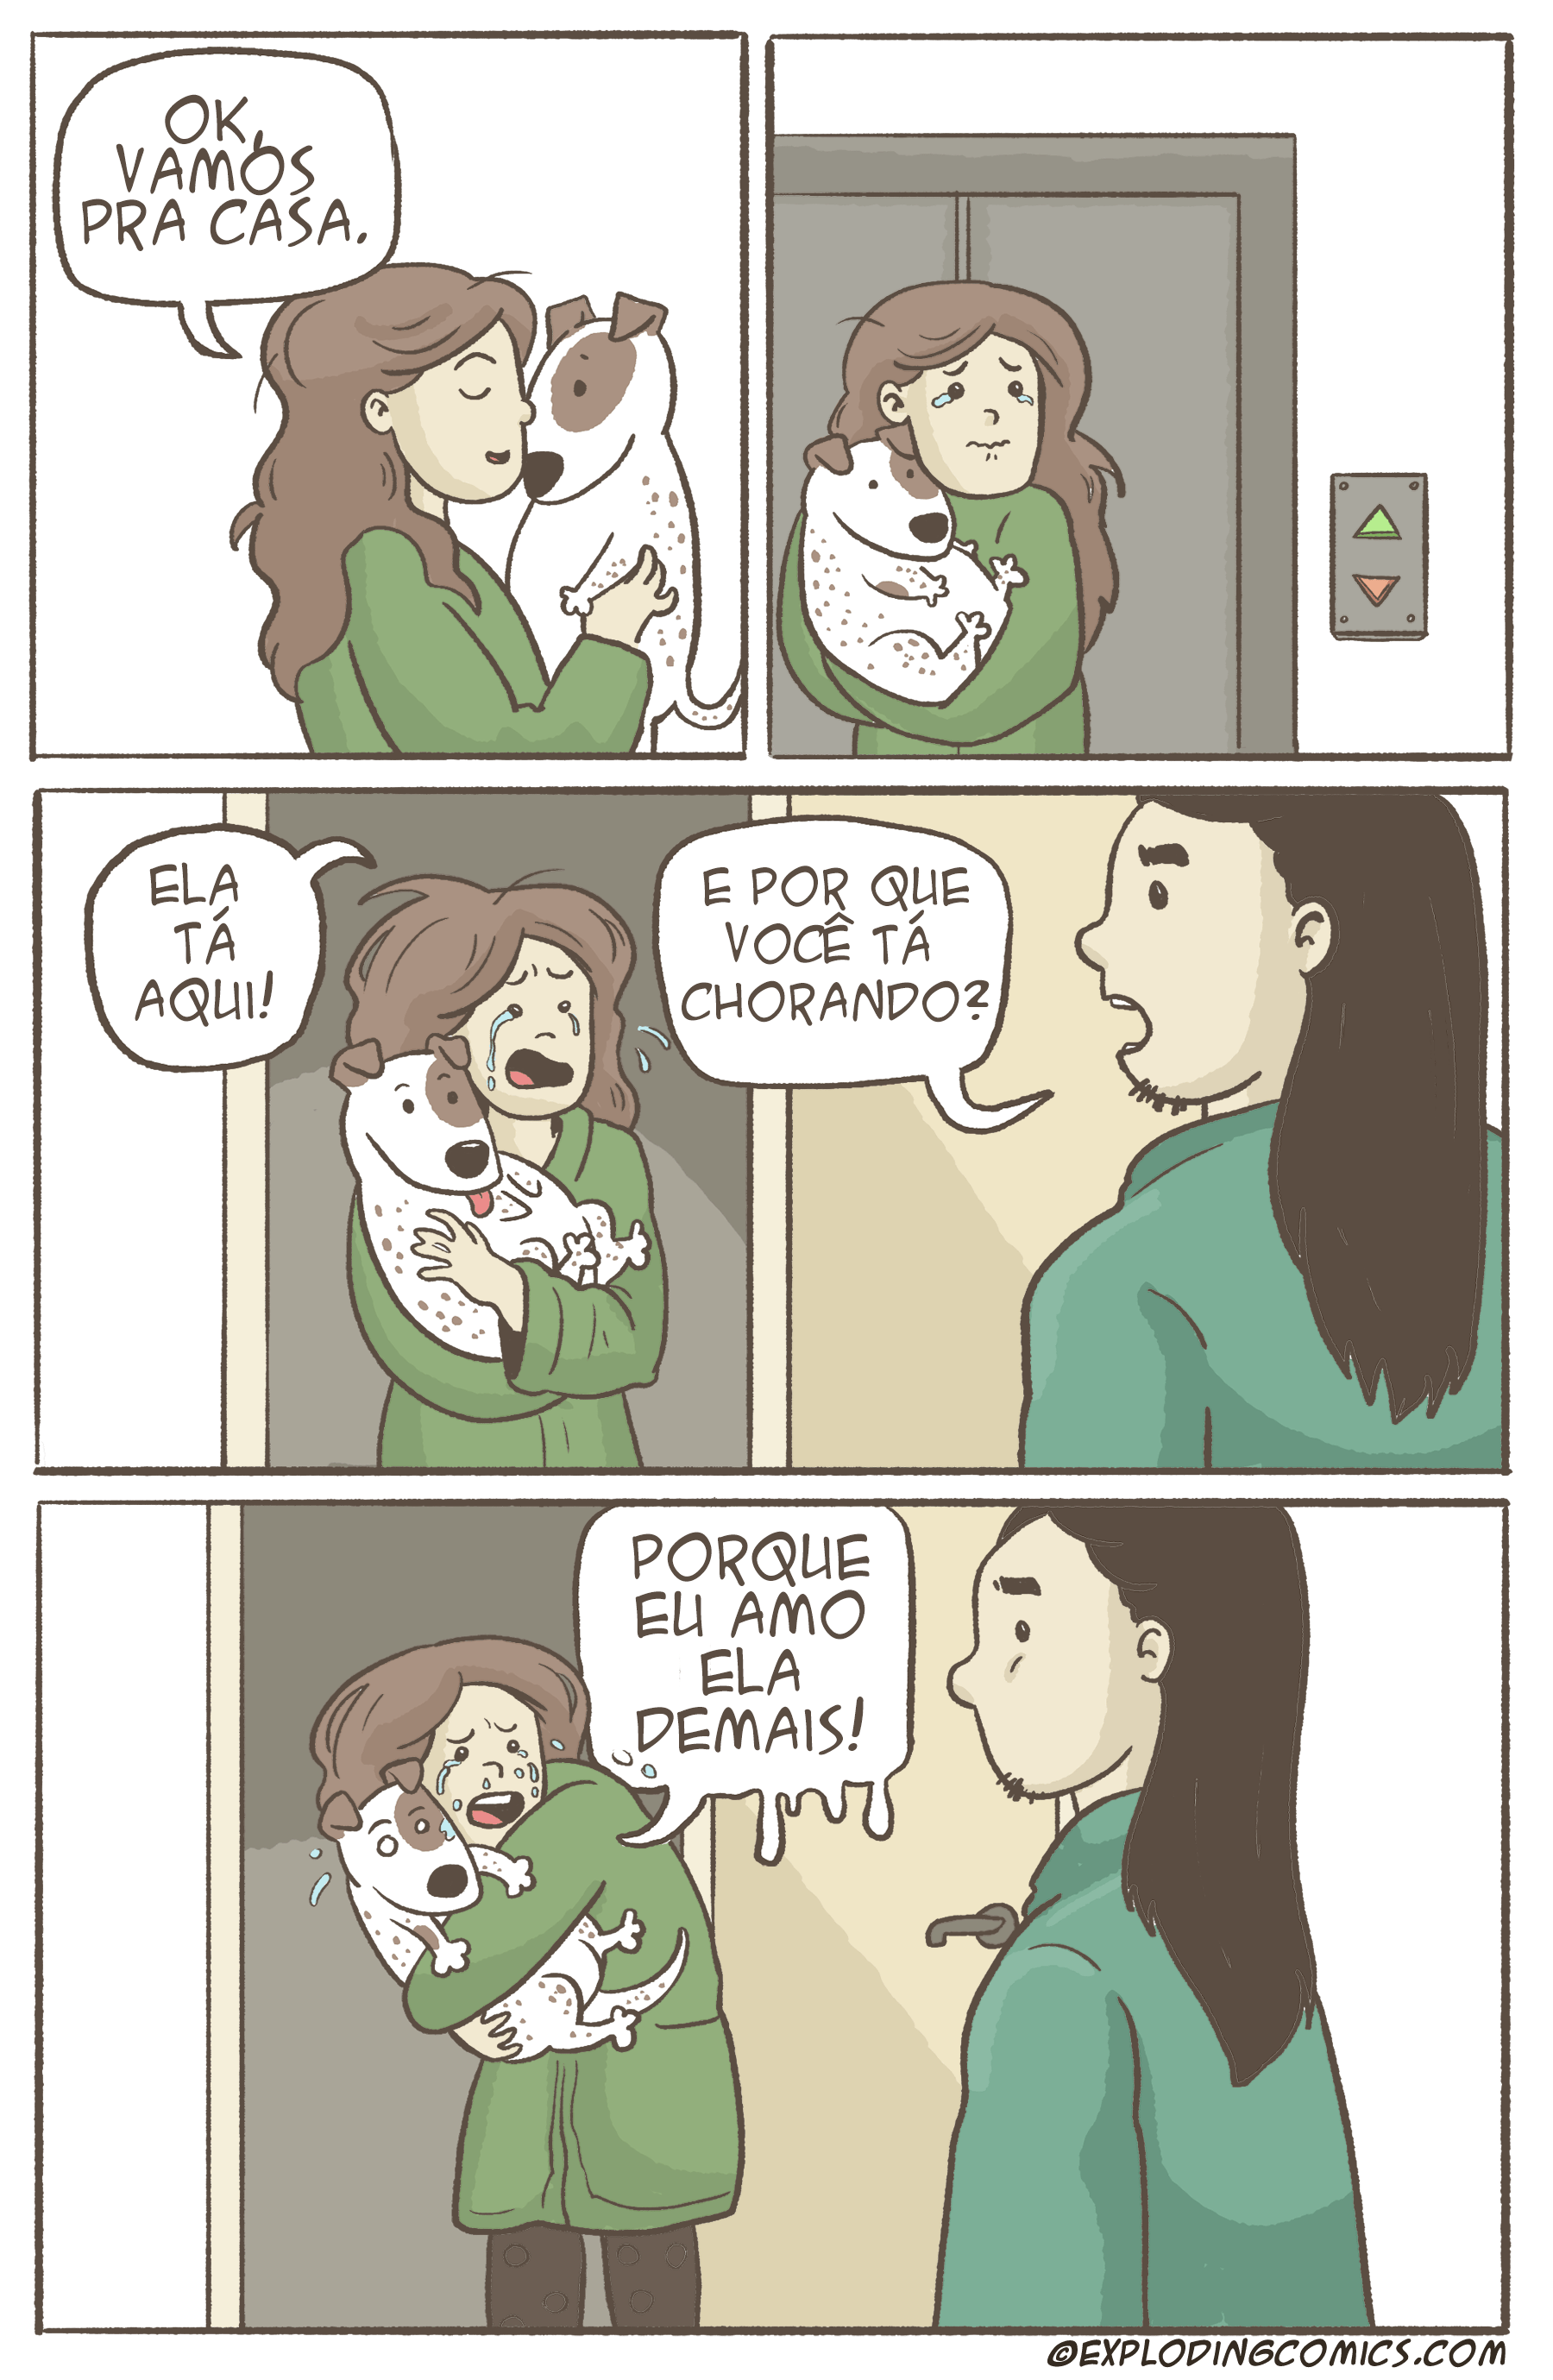 OK,
VAMOS
PRA CASA.
ELA
TÁ
AQUI!
E POR QUE
VOCÊ TÁ
CHORANDO?
PORQUE
EU AMO
ELA
DEMAIS!
©EXPLODINGCOMICS.COM